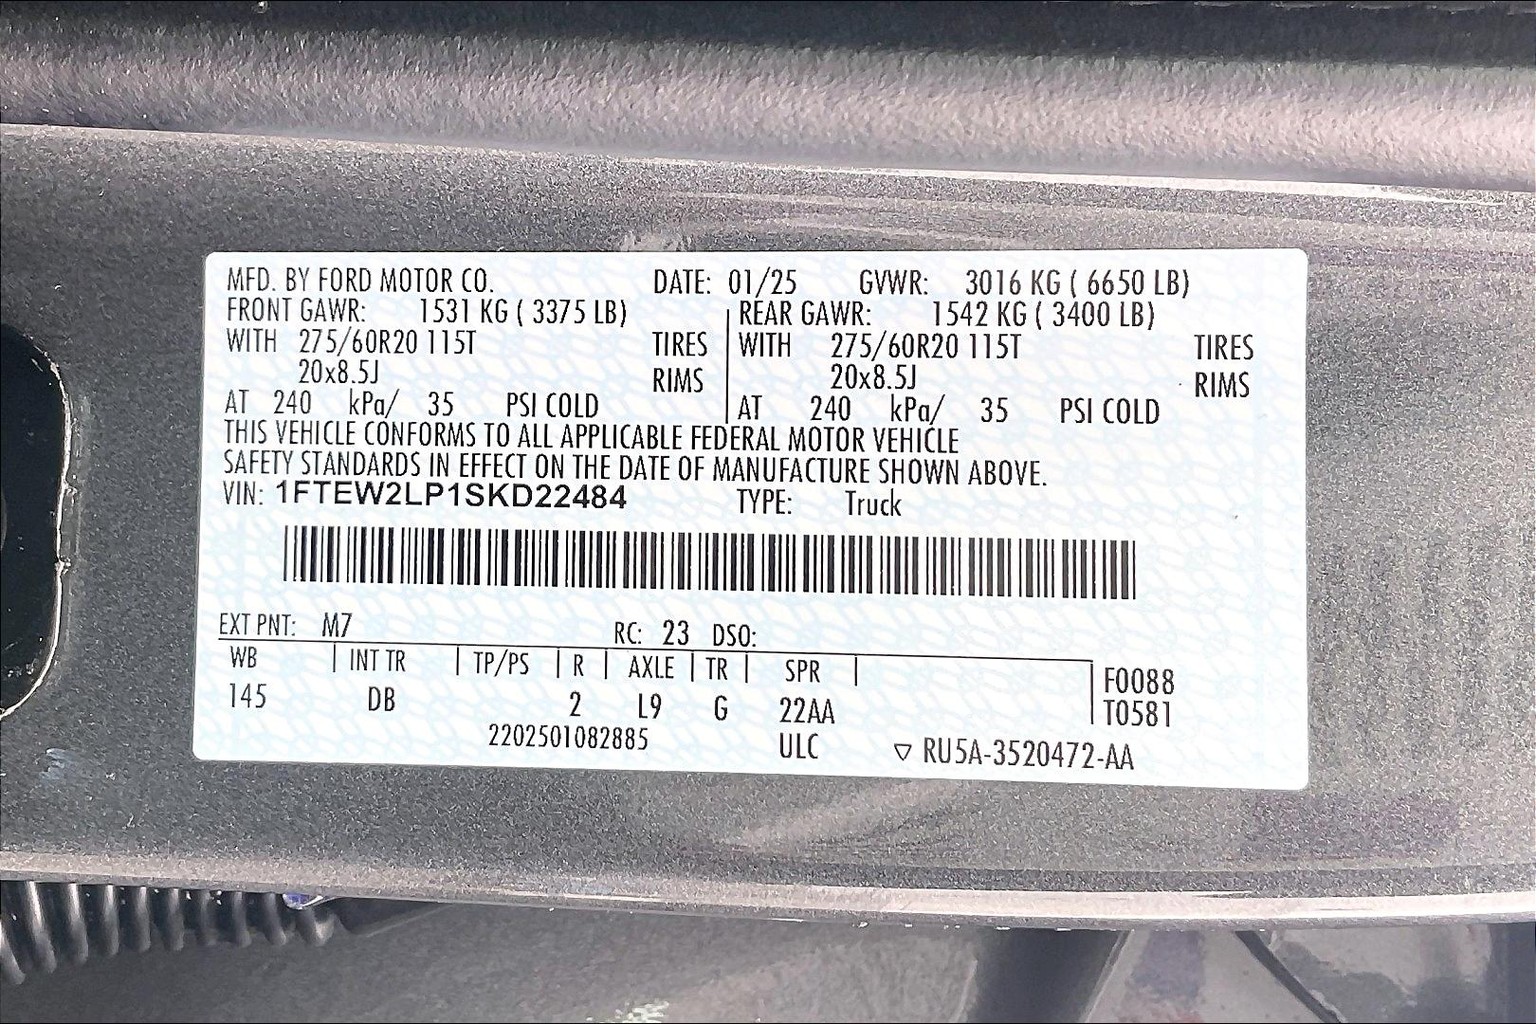 MFD. BY FORD MOTOR CO. DATE: 01/25 GVWR: 3016 KG ( 6650 LB)
FRONT GAWR: 1531 KG ( 3375 LB) REAR GAWR: 1542 KG ( 3400 LB)
WITH 275/60R20 115T TIRES WITH 275/60R20 115T TIRES
20x8.5J RIMS 20x8.5J RIMS
AT 240 kPa/ 35 PSI COLD AT 240 kPa/ 35 PSI COLD
THIS VEHICLE CONFORMS TO ALL APPLICABLE FEDERAL MOTOR VEHICLE
SAFETY STANDARDS IN EFFECT ON THE DATE OF MANUFACTURE SHOWN ABOVE.
VIN: 1FTEW2LP1SKD22484 TYPE: Truck
EXT PNT: M7 RC: 23 DSO:
WB INT TR TP/PS R AXLE TR SPR F0088
145 DB 2 L9 G 22AA T0581
2202501082885 ULC ▽ RU5A-3520472-AA